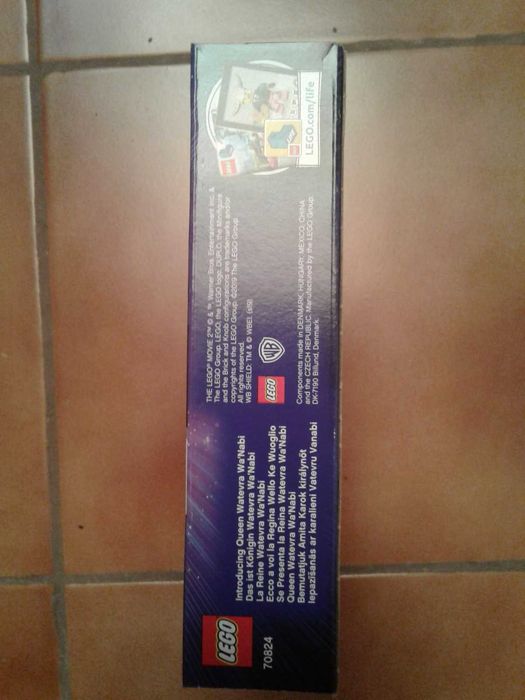 LEGO
70824
Introducing Queen Watevra Wa'Nabi
Das ist Königin Watevra Wa'Nabi
La Reine Watevra Wa'Nabi
Ecco a voi la Regina Wello Ke Wuoglio
Se Presenta la Reina Watevra Wa'Nabi
Queen Watevra Wa'Nabi
Bemutatjuk Amita Karok királynőt
Iepazīšanās ar karalieni Vatevru Vanabi
THE LEGO® MOVIE 2™ © & ™ Warner Bros. Entertainment Inc. &
The LEGO Group. LEGO, the LEGO logo, DUPLO, the Minifigure
and the Brick and Knob configurations are trademarks and/or
copyrights of the LEGO Group. ©2019 The LEGO Group.
All rights reserved.
WB SHIELD: TM & © WBEI. (s19)
LEGO
WB
Components made in DENMARK, HUNGARY, MEXICO, CHINA
and the CZECH REPUBLIC. Manufactured by the LEGO Group
DK-7190 Billund, Denmark.
LEGO.com/life